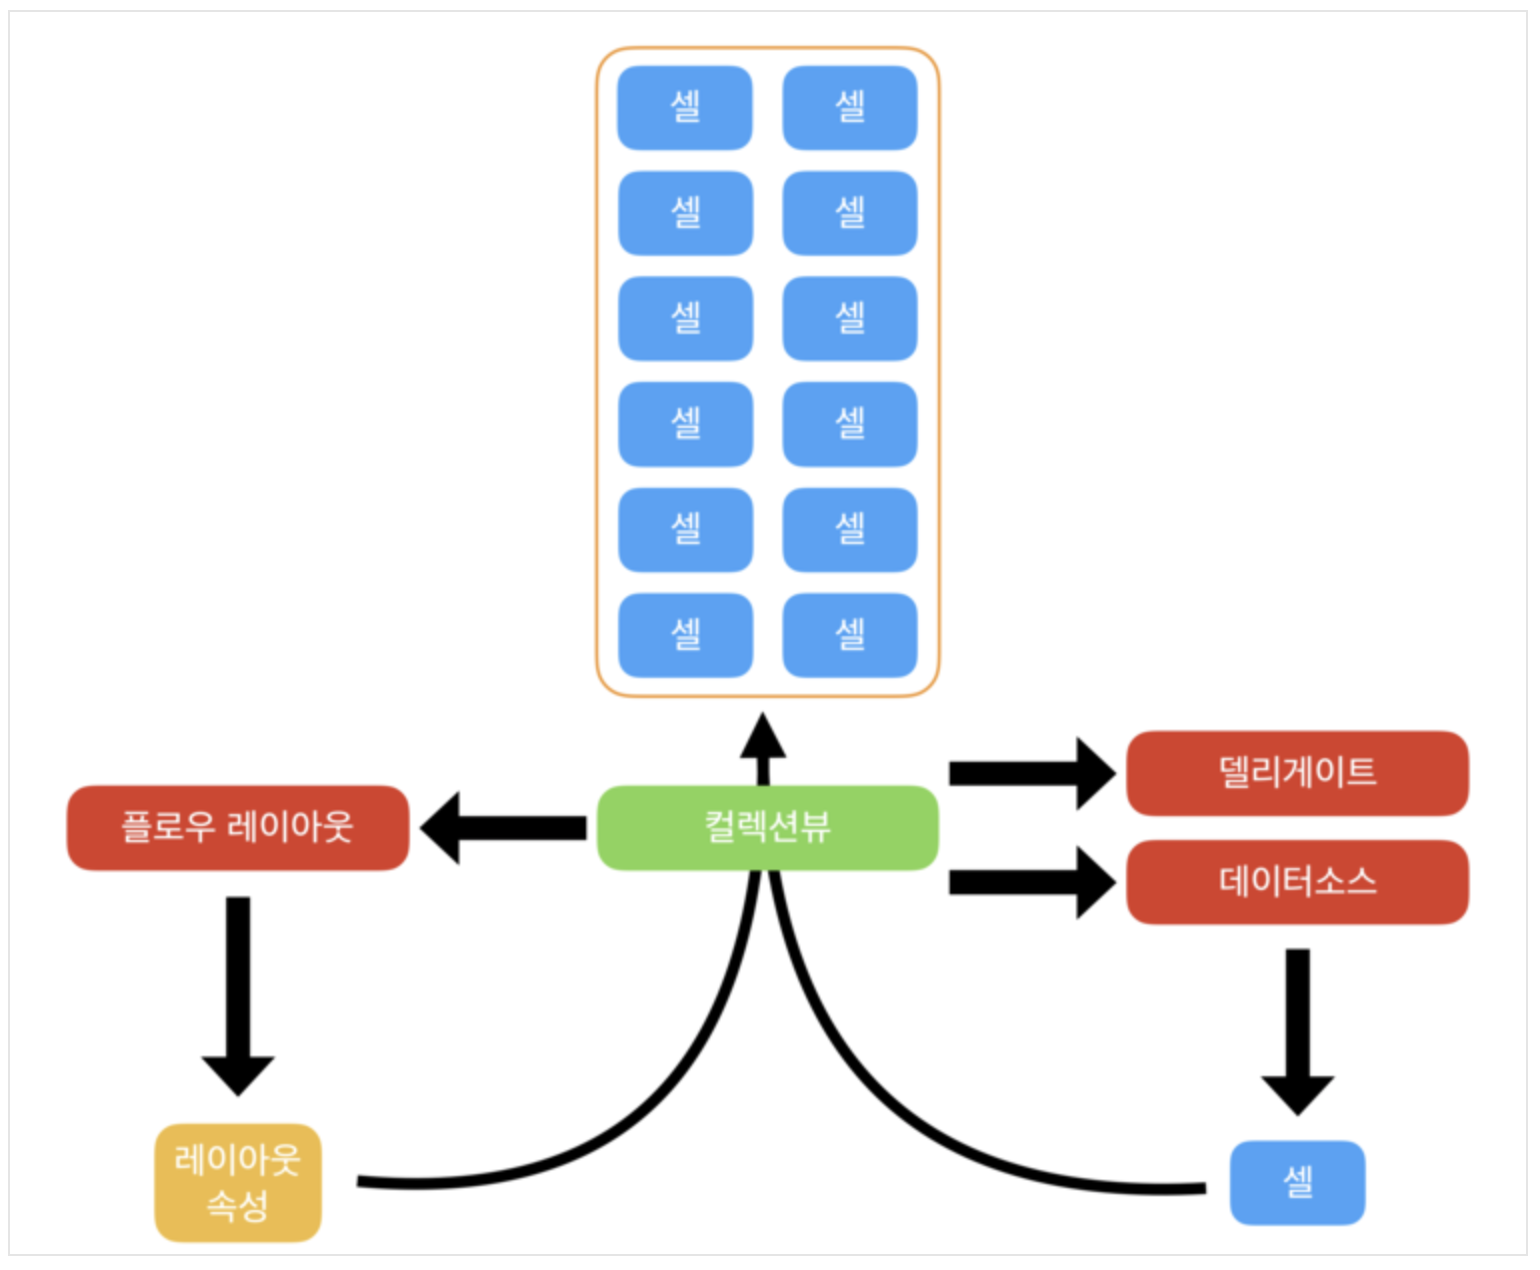 셀 셀
셀 셀
셀 셀
셀 셀
셀 셀
셀 셀
델리게이트
플로우 레이아웃
컬렉션뷰
데이터소스
레이아웃
속성
셀